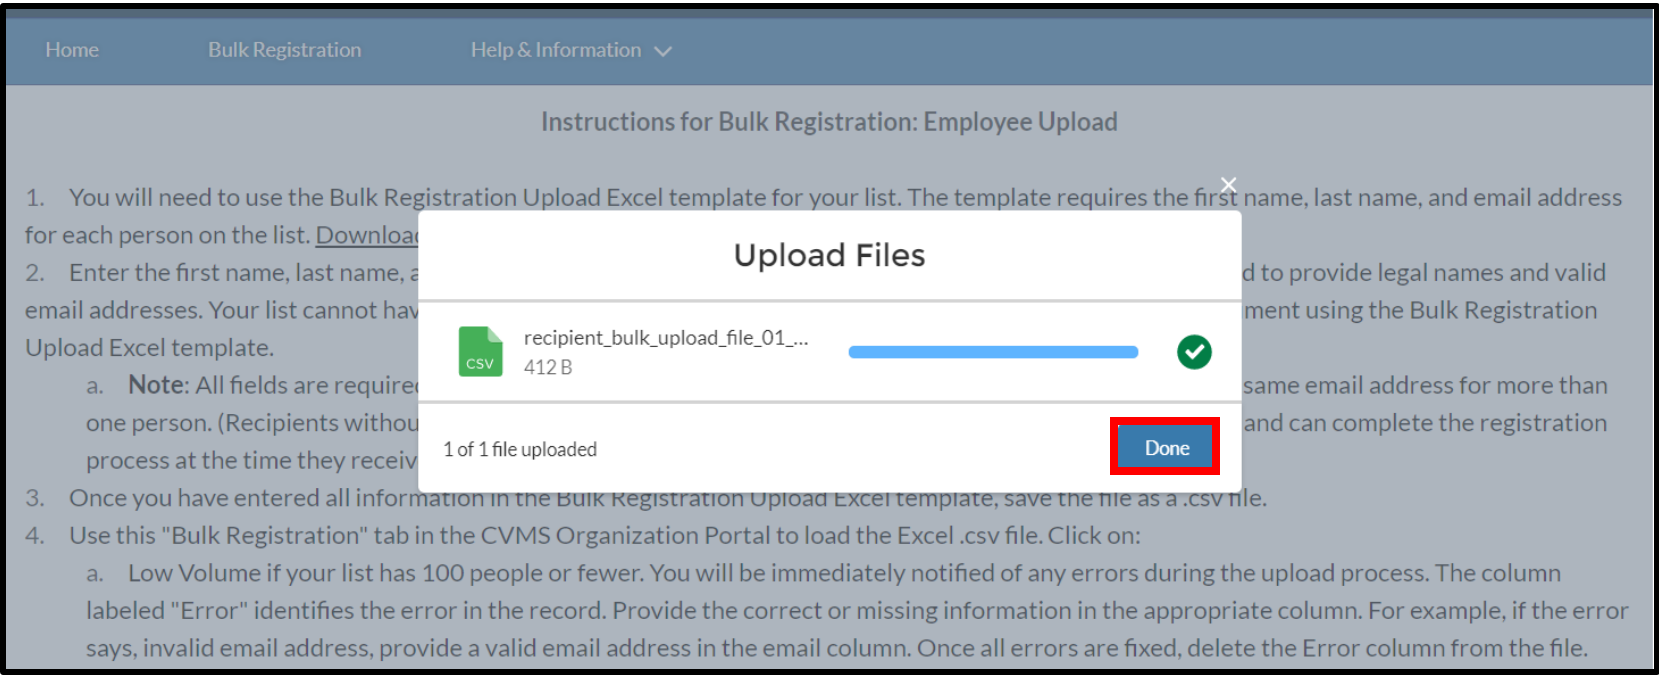 Home Bulk Registration Help & Information
Instructions for Bulk Registration: Employee Upload
1. You will need to use the Bulk Registration Upload Excel template for your list. The template requires the first name, last name, and email address
for each person on the list. Download
Upload Files
2. Enter the first name, last name, a d to provide legal names and valid
email addresses. Your list cannot hav ment using the Bulk Registration
recipient_bulk_upload_file_01_...
CSV
412 B
Upload Excel template.
a. Note: All fields are required same email address for more than
one person. (Recipients withou and can complete the registration
1 of 1 file uploaded Done
process at the time they receiv
3. Once you have entered all information in the Bulk Registration Upload Excel template, save the file as a .csv file.
4. Use this "Bulk Registration" tab in the CVMS Organization Portal to load the Excel .csv file. Click on:
a. Low Volume if your list has 100 people or fewer. You will be immediately notified of any errors during the upload process. The column
labeled "Error" identifies the error in the record. Provide the correct or missing information in the appropriate column. For example, if the error
says, invalid email address, provide a valid email address in the email column. Once all errors are fixed, delete the Error column from the file.